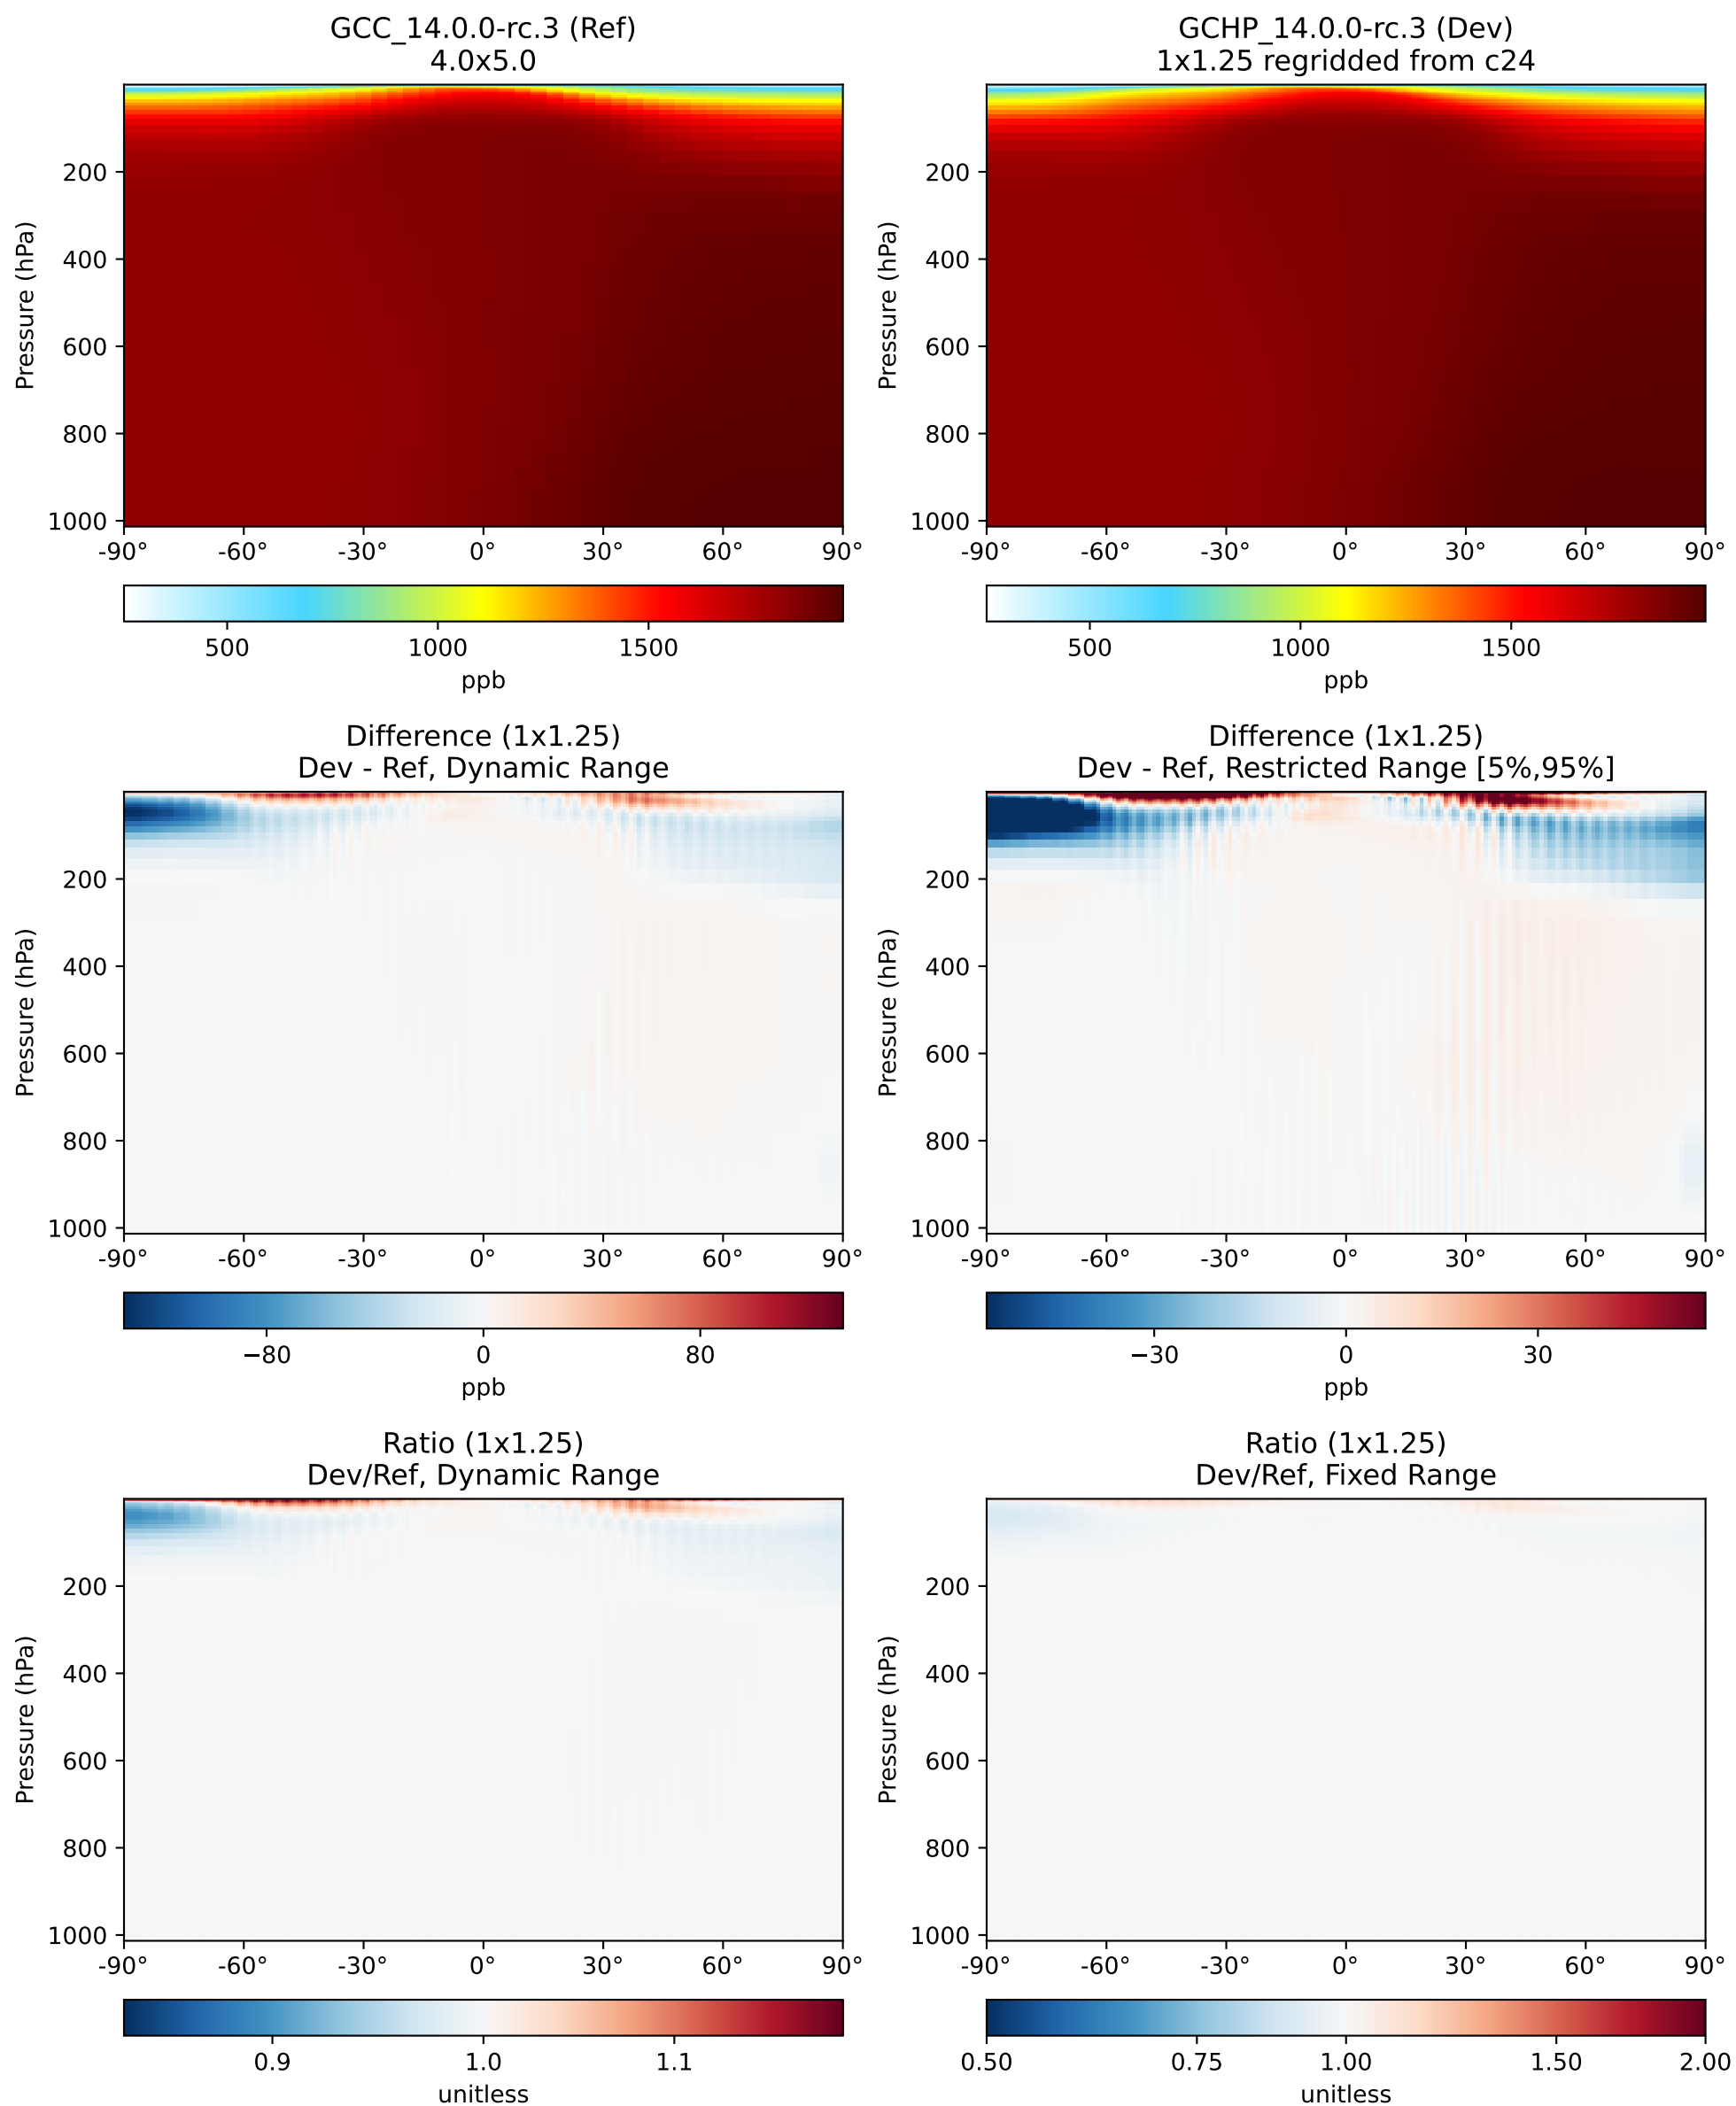 GCC_14.0.0-rc.3 (Ref)
4.0x5.0
Pressure (hPa)
200
400
600
800
1000
-90° -60° -30° 0° 30° 60° 90°
500 1000 1500
ppb
GCHP_14.0.0-rc.3 (Dev)
1x1.25 regridded from c24
Pressure (hPa)
200
400
600
800
1000
-90° -60° -30° 0° 30° 60° 90°
500 1000 1500
ppb
Difference (1x1.25)
Dev - Ref, Dynamic Range
Pressure (hPa)
200
400
600
800
1000
-90° -60° -30° 0° 30° 60° 90°
−80 0 80
ppb
Difference (1x1.25)
Dev - Ref, Restricted Range [5%,95%]
Pressure (hPa)
200
400
600
800
1000
-90° -60° -30° 0° 30° 60° 90°
−30 0 30
ppb
Ratio (1x1.25)
Dev/Ref, Dynamic Range
Pressure (hPa)
200
400
600
800
1000
-90° -60° -30° 0° 30° 60° 90°
0.9 1.0 1.1
unitless
Ratio (1x1.25)
Dev/Ref, Fixed Range
Pressure (hPa)
200
400
600
800
1000
-90° -60° -30° 0° 30° 60° 90°
0.50 0.75 1.00 1.50 2.00
unitless